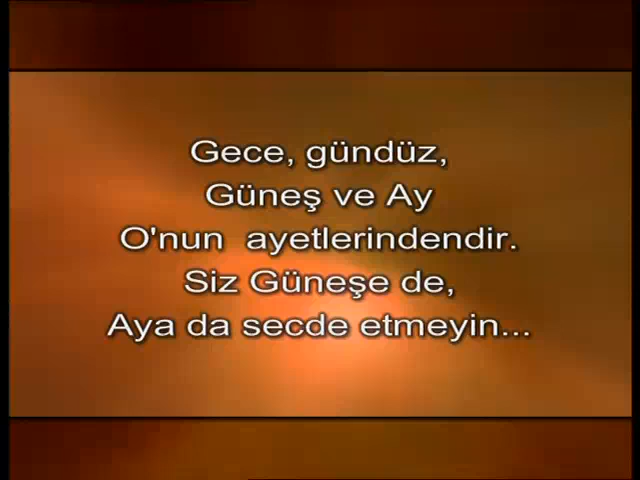 Gece, gündüz,
Güneş ve Ay
O'nun ayetlerindendir.
Siz Güneşe de,
Aya da secde etmeyin...